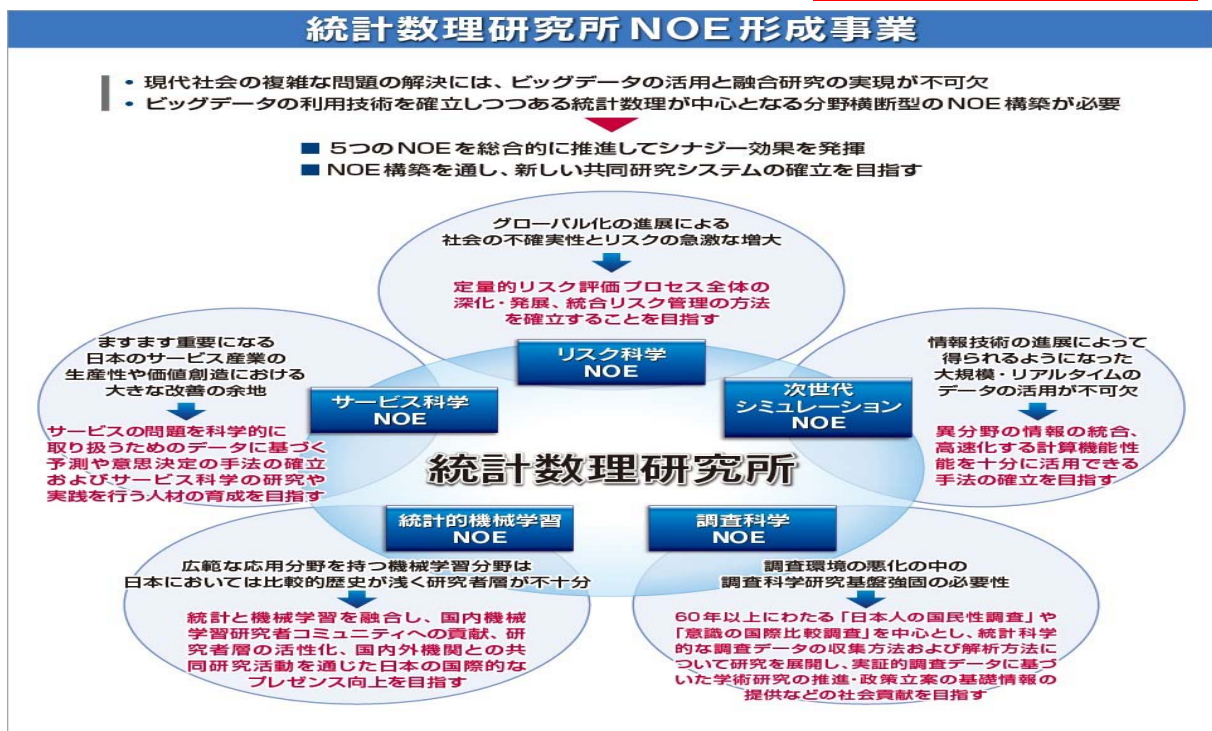 統計数理研究所NOE形成事業
• 現代社会の複雑な問題の解決には、ビッグデータの活用と融合研究の実現が不可欠
• ビッグデータの利用技術を確立しつつある統計数理が中心となる分野横断型のNOE構築が必要
■ 5つのNOEを総合的に推進してシナジー効果を発揮
■ NOE構築を通し、新しい共同研究システムの確立を目指す
グローバル化の進展による
社会の不確実性とリスクの急激な増大
定量的リスク評価プロセス全体の
深化・発展、統合リスク管理の方法
を確立することを目指す
リスク科学
NOE
ますます重要になる
日本のサービス産業の
生産性や価値創造における
大きな改善の余地
サービスの問題を科学的に
取り扱うためのデータに基づく
予測や意思決定の手法の確立
およびサービス科学の研究や
実践を行う人材の育成を目指す
サービス科学
NOE
情報技術の進展によって
得られるようになった
大規模・リアルタイムの
データの活用が不可欠
異分野の情報の統合、
高速化する計算機能性
能を十分に活用できる
手法の確立を目指す
次世代
シミュレーション
NOE
統計数理研究所
統計的機械学習
NOE
広範な応用分野を持つ機械学習分野は
日本においては比較的歴史が浅く研究者層が不十分
統計と機械学習を融合し、国内機械
学習研究者コミュニティへの貢献、研
究者層の活性化、国内外機関との共
同研究活動を通じた日本の国際的な
プレゼンス向上を目指す
調査科学
NOE
調査環境の悪化の中の
調査科学研究基盤強固の必要性
60年以上にわたる「日本人の国民性調査」や
「意識の国際比較調査」を中心とし、統計科学
的な調査データの収集方法および解析方法に
ついて研究を展開し、実証的調査データに基づ
いた学術研究の推進・政策立案の基礎情報の
提供などの社会貢献を目指す